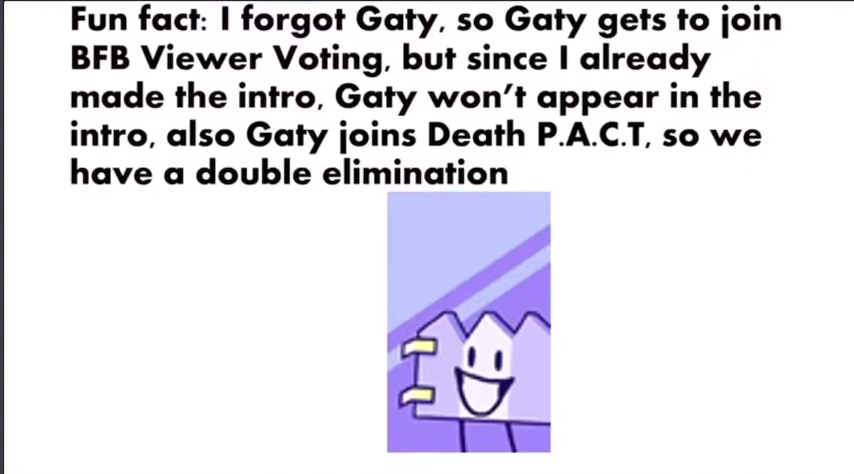 Fun fact: I forgot Gaty, so Gaty gets to join
BFB Viewer Voting, but since I already
made the intro, Gaty won't appear in the
intro, also Gaty joins Death P.A.C.T, so we
have a double elimination